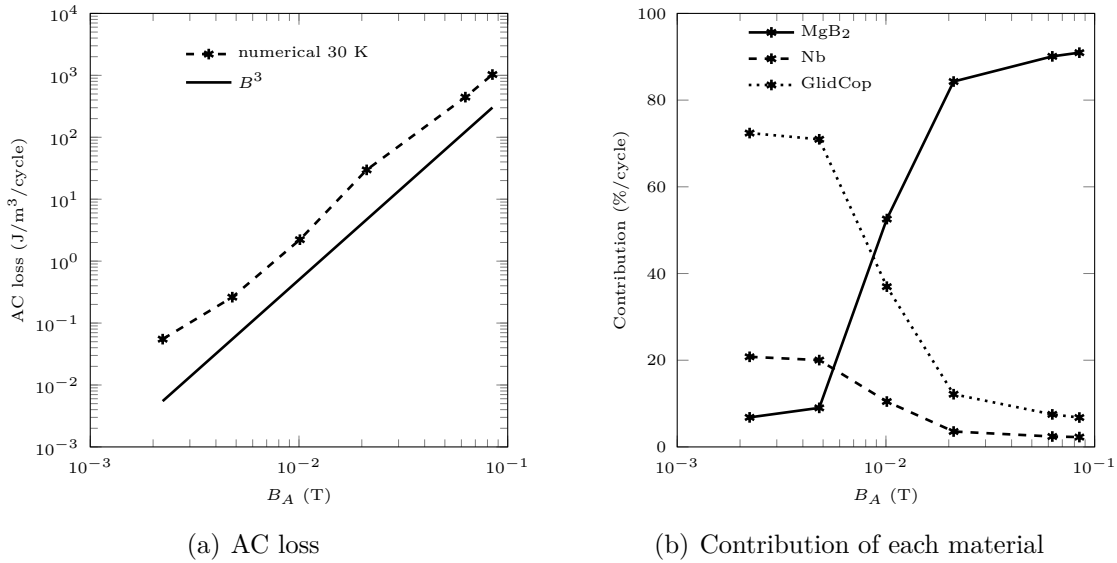 10^4
10^3
10^2
10^1
10^0
10^−1
10^−2
10^−3
AC loss (J/m^3/cycle)
numerical 30 K
B^3
10^−3
10^−2
10^−1
B_A (T)
(a) AC loss
100
80
60
40
20
0
Contribution (%/cycle)
MgB_2
Nb
GlidCop
10^−3
10^−2
10^−1
B_A (T)
(b) Contribution of each material